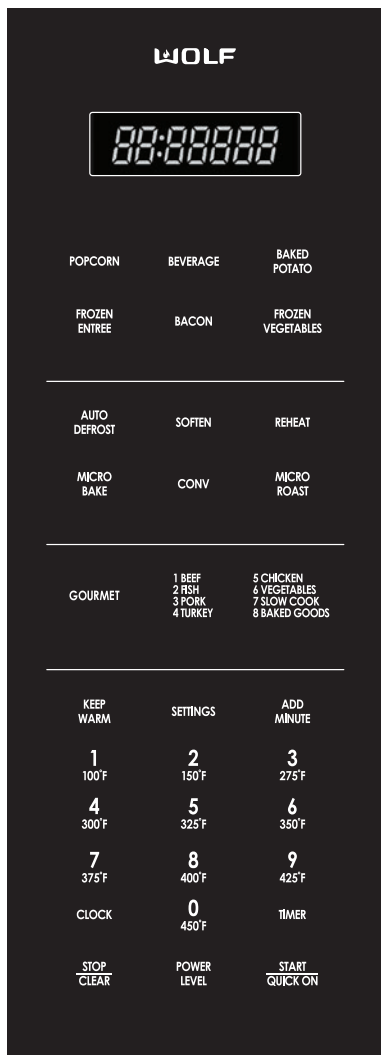 WOLF
88:88888
POPCORN
BEVERAGE
BAKED
POTATO
FROZEN
ENTREE
BACON
FROZEN
VEGETABLES
AUTO
DEFROST
SOFTEN
REHEAT
MICRO
BAKE
CONV
MICRO
ROAST
GOURMET
1 BEEF
2 FISH
3 PORK
4 TURKEY
5 CHICKEN
6 VEGETABLES
7 SLOW COOK
8 BAKED GOODS
KEEP
WARM
SETTINGS
ADD
MINUTE
1
100°F
2
150°F
3
275°F
4
300°F
5
325°F
6
350°F
7
375°F
8
400°F
9
425°F
CLOCK
0
450°F
TIMER
STOP
CLEAR
POWER
LEVEL
START
QUICK ON